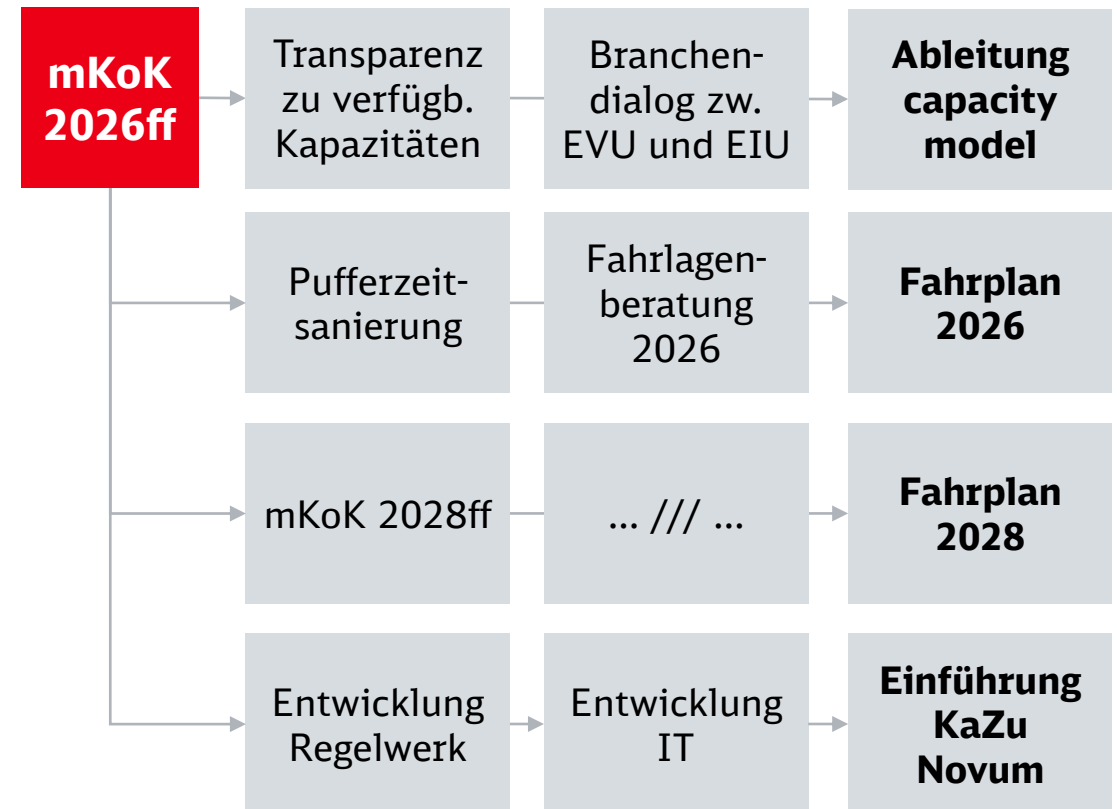 mKoK
2026ff
Transparenz
zu verfügb.
Kapazitäten
Branchen-
dialog zw.
EVU und EIU
Ableitung
capacity
model
Pufferzeit-
sanierung
Fahrlagen-
beratung
2026
Fahrplan
2026
mKoK 2028ff
... /// ...
Fahrplan
2028
Entwicklung
Regelwerk
Entwicklung
IT
Einführung
KaZu
Novum